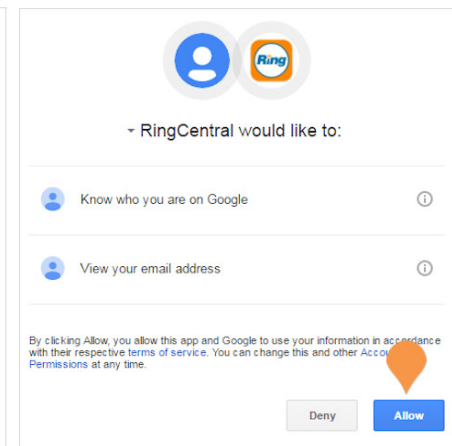 Ring
RingCentral would like to:
Know who you are on Google
View your email address
By clicking Allow, you allow this app and Google to use your information in accordance
with their respective terms of service. You can change this and other
Permissions at any time.
Deny
Allow